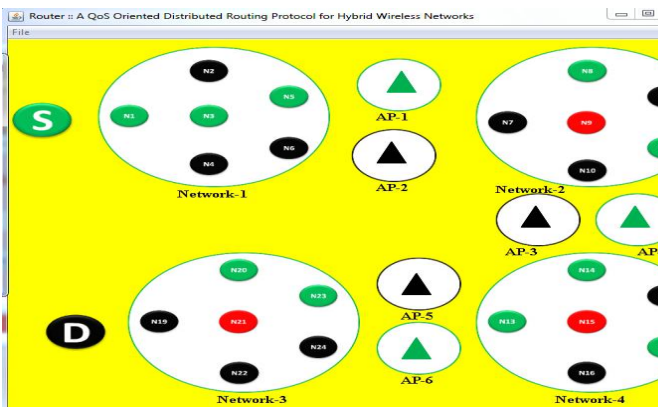 Router :: A QoS Oriented Distributed Routing Protocol for Hybrid Wireless Networks
File
S
N1
N2
N3
N4
N5
N6
Network-1
AP-1
AP-2
N7
N8
N9
N10
Network-2
AP-3
AP
D
N19
N20
N21
N22
N23
N24
Network-3
AP-5
AP-6
N13
N14
N15
N16
Network-4